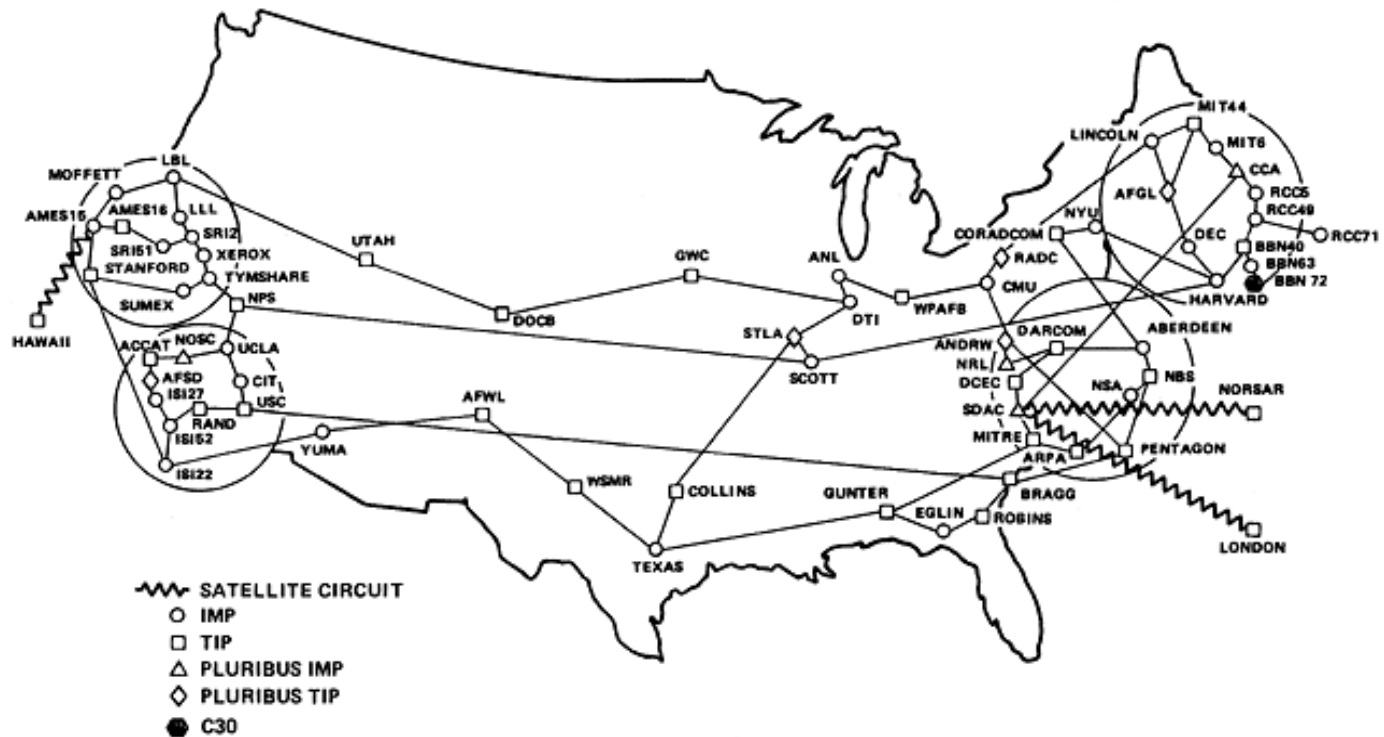 MIT44
LINCOLN
MIT6
LBL
MOFFETT
CCA
AFGL
RCC5
AMES15
AMES16
LLL
NYU
RCC49
SRI2
CORADCOM
DEC
RCC71
SRI51
UTAH
GWC
ANL
RADC
BBN40
XEROX
STANFORD
BBN63
TYMSHARE
CMU
BBN 72
SUMEX
NPS
WPAFB
HARVARD
DOCB
DTI
HAWAII
DARCOM
ABERDEEN
STLA
ACCAT
NOSC
UCLA
ANDRW
NRL
SCOTT
AFSD
CIT
DCEC
NSA
NBS
NORSAR
ISI27
AFWL
USC
SDAC
RAND
ISI52
MITRE
YUMA
ARPA
PENTAGON
ISI22
WSMR
COLLINS
GUNTER
BRAGG
EGLIN
ROBINS
LONDON
TEXAS
SATELLITE CIRCUIT
IMP
TIP
PLURIBUS IMP
PLURIBUS TIP
C30